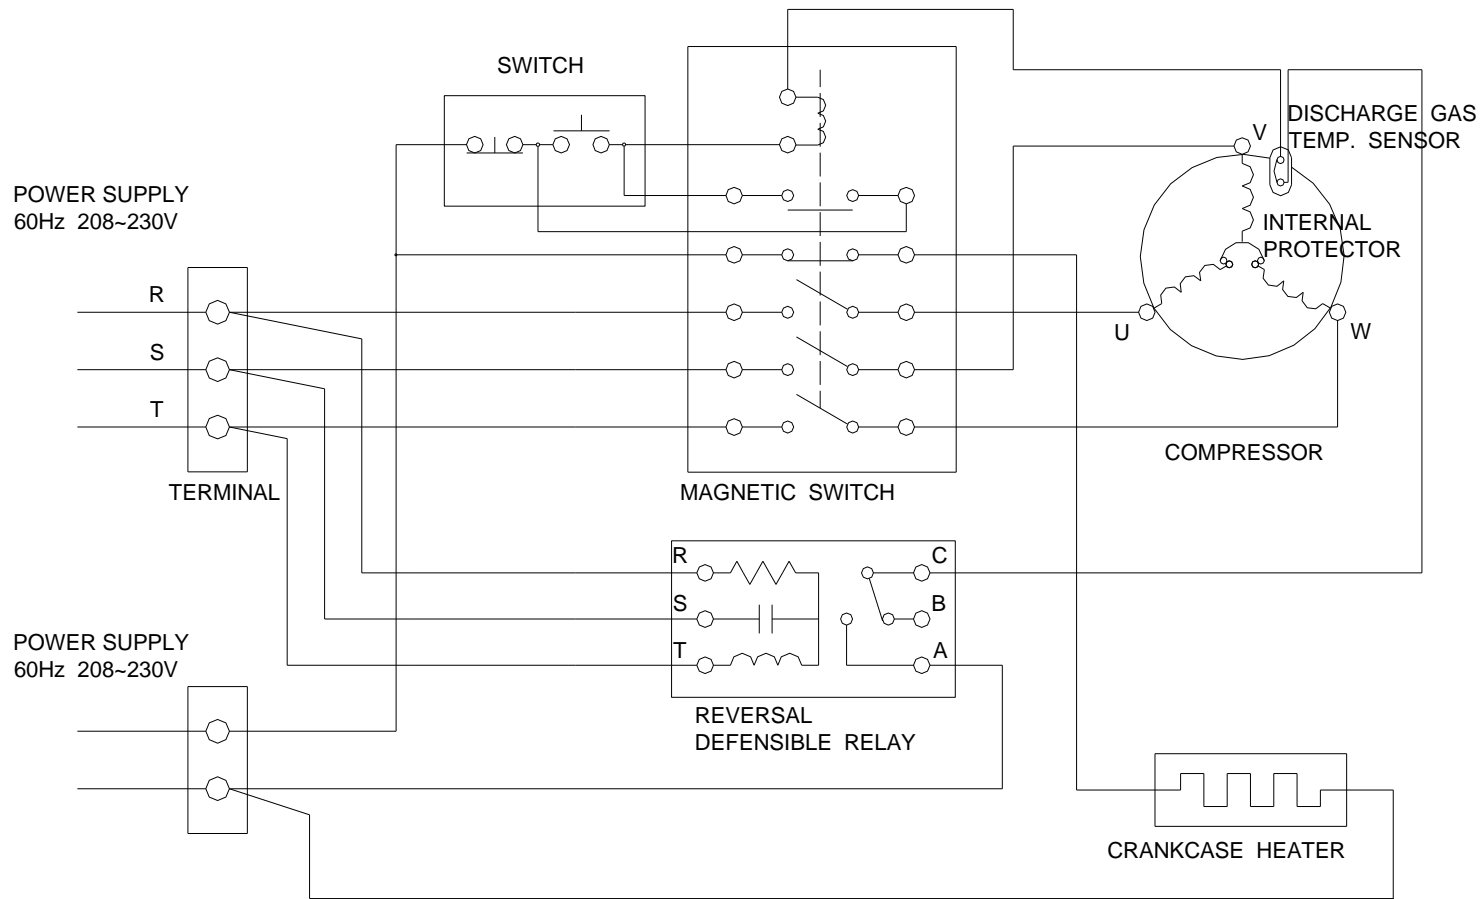 SWITCH
DISCHARGE GAS
TEMP. SENSOR
V
POWER SUPPLY
60Hz 208~230V
INTERNAL
PROTECTOR
R
U
W
S
T
COMPRESSOR
TERMINAL
MAGNETIC SWITCH
R
C
S
B
T
A
POWER SUPPLY
60Hz 208~230V
REVERSAL
DEFENSIBLE RELAY
CRANKCASE HEATER